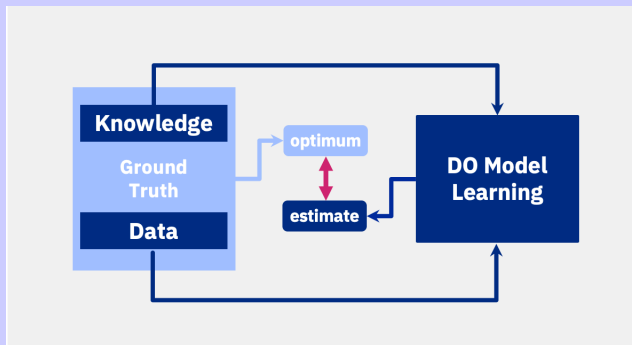 Knowledge
Ground
Truth
Data
optimum
estimate
DO Model
Learning